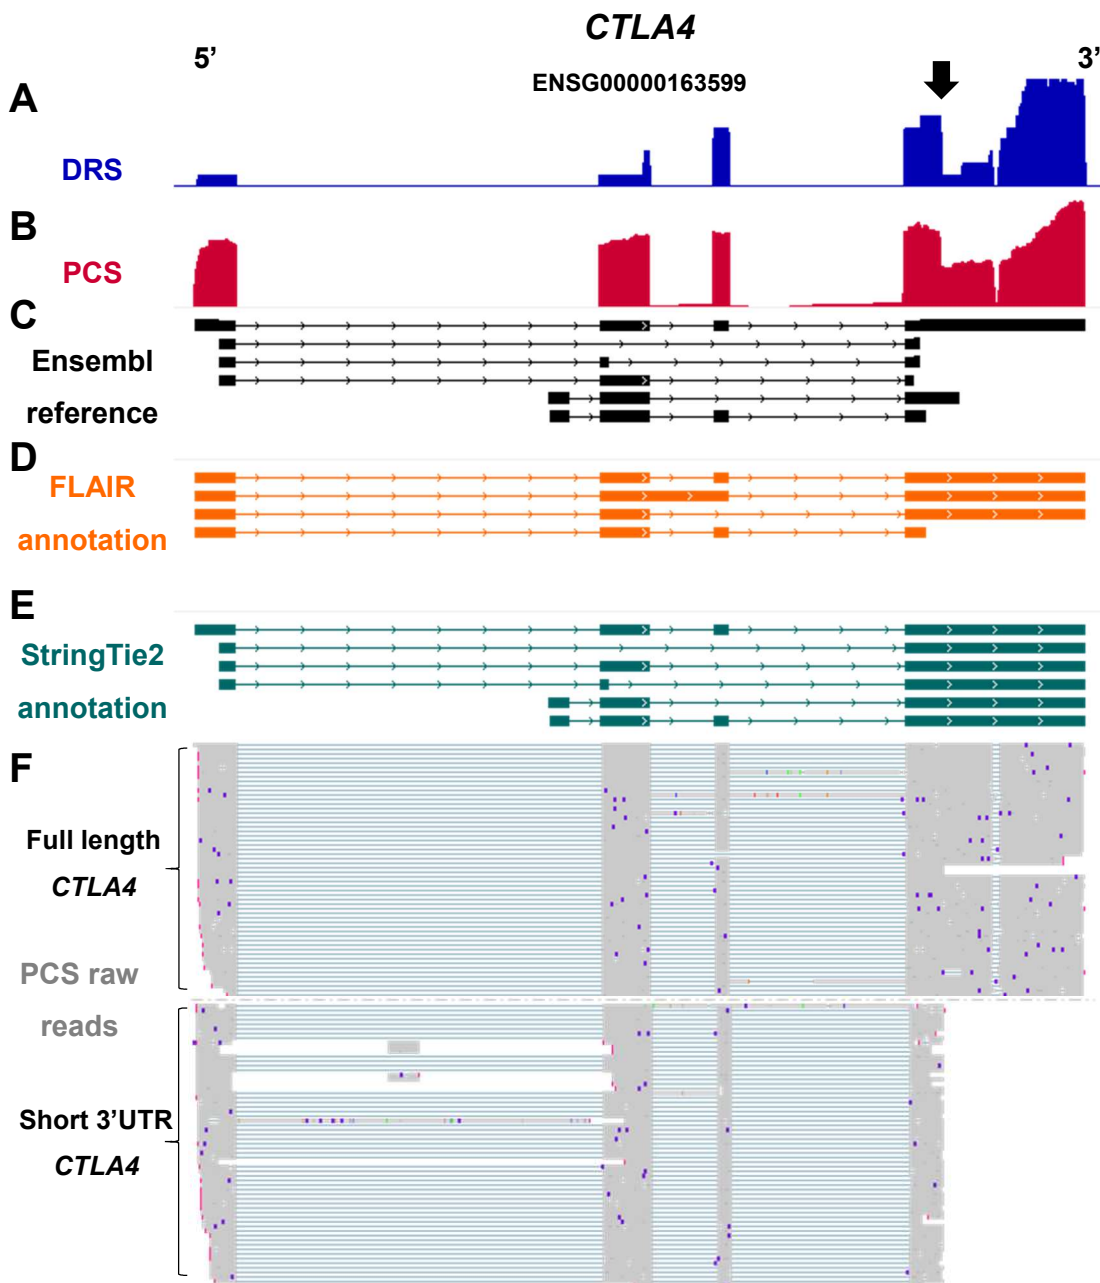 CTLA4
5’
3’
ENSG00000163599
A
DRS
B
PCS
C
Ensembl
reference
D
FLAIR
annotation
E
StringTie2
annotation
F
Full length
CTLA4
PCS raw
reads
Short 3’UTR
CTLA4